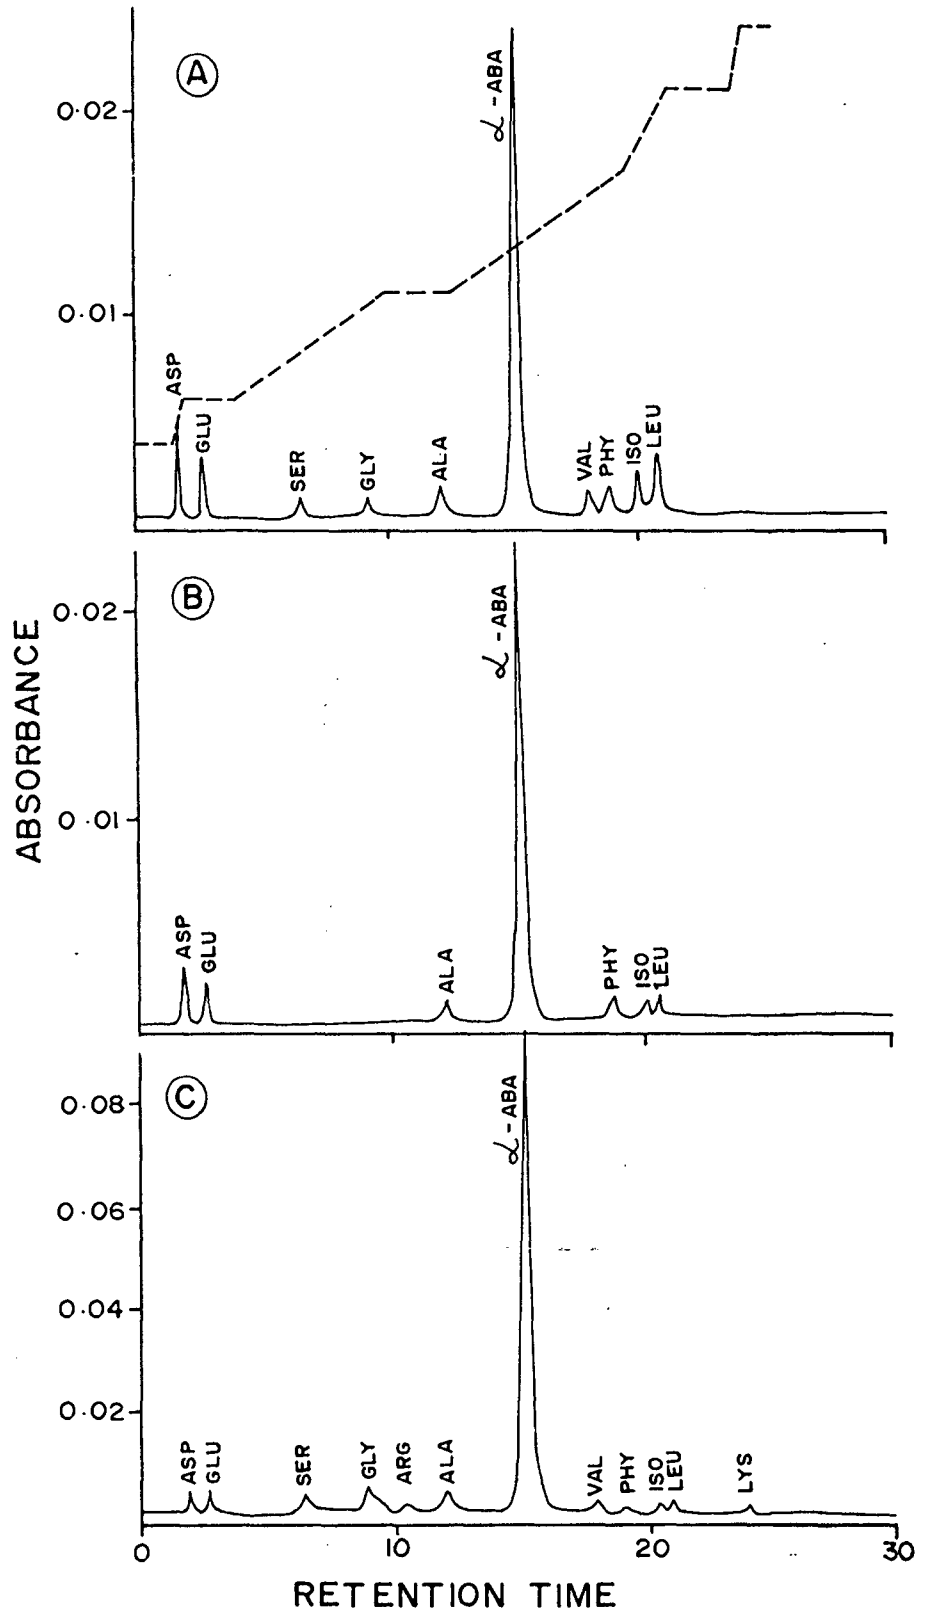 A
0.02
0.01
ASP
GLU
SER
GLY
ALA
α-ABA
VAL
PHY
ISO
LEU
ABSORBANCE
B
0.02
0.01
ASP
GLU
ALA
α-ABA
PHY
ISO
LEU
C
0.08
0.06
0.04
0.02
ASP
GLU
SER
GLY
ARG
ALA
α-ABA
VAL
PHY
ISO
LEU
LYS
0 10 20 30
RETENTION TIME